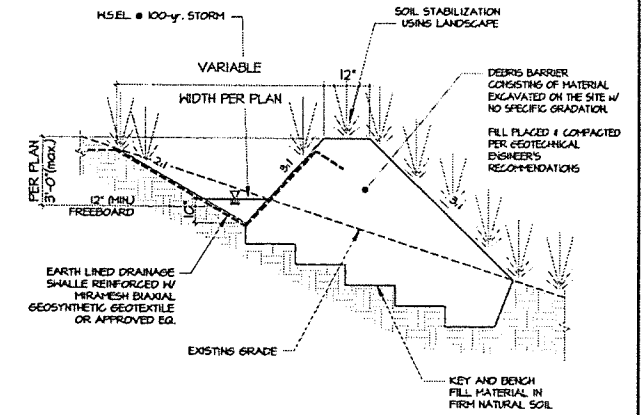 H.S.EL. @ 100-yr. STORM
SOIL STABILIZATION
USING LANDSCAPE
VARIABLE
12"
WIDTH PER PLAN
DEBRIS BARRIER
CONSISTING OF MATERIAL
EXCAVATED ON THE SITE W/
NO SPECIFIC GRADATION.
FILL PLACED & COMPACTED
PER GEOTECHNICAL
ENGINEER'S
RECOMMENDATIONS
PER PLAN
3'-0"(max.)
2:1
3:1
3:1
12" (MIN.)
FREEBOARD
EARTH LINED DRAINAGE
SWALE REINFORCED W/
MIRAMESH BIAXIAL
GEOSYNTHETIC GEOTEXTILE
OR APPROVED EQ.
EXISTING GRADE
KEY AND BENCH
FILL MATERIAL IN
FIRM NATURAL SOIL